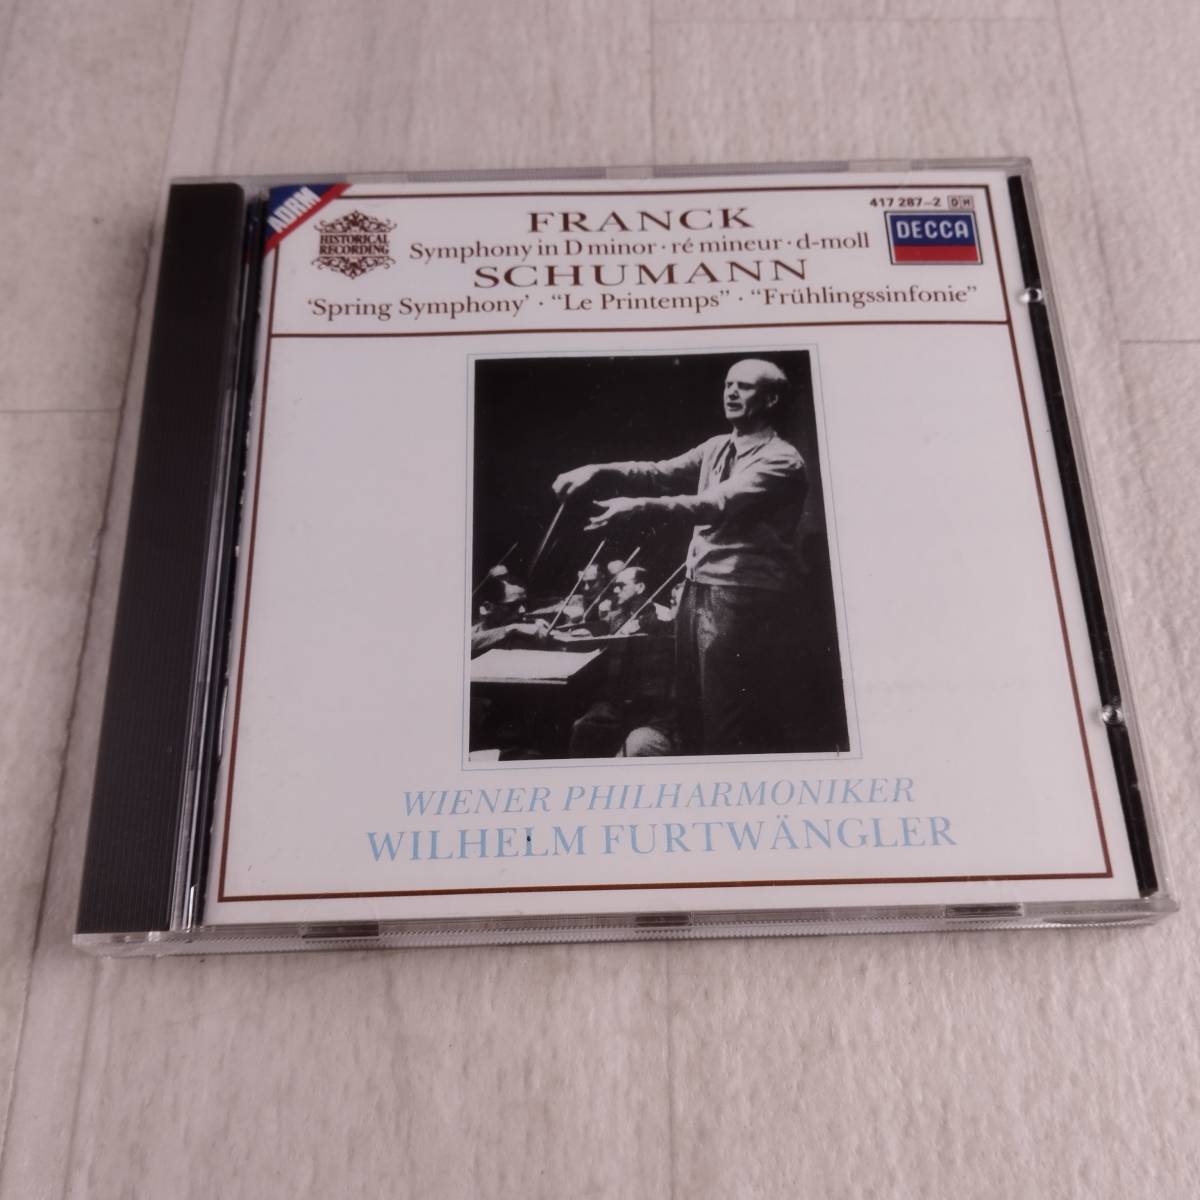 ADRM
HISTORICAL
RECORDING
FRANCK
417 287-2 DH
DECCA
Symphony in D minor · ré mineur · d-moll
SCHUMANN
'Spring Symphony' · "Le Printemps" · "Frühlingssinfonie"
WIENER PHILHARMONIKER
WILHELM FURTWÄNGLER